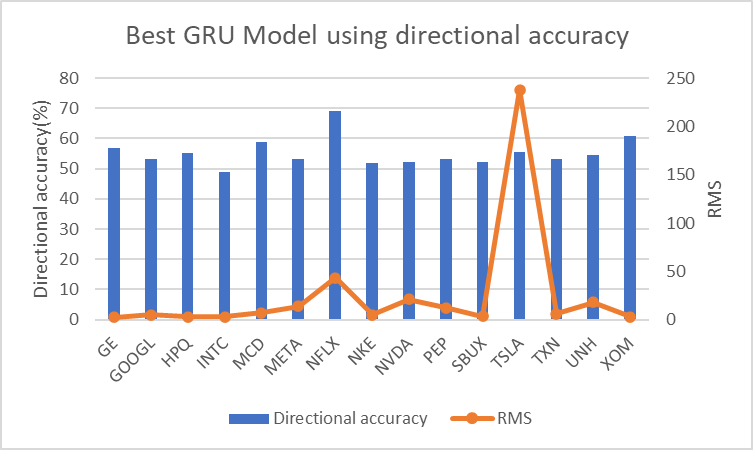 Best GRU Model using directional accuracy
Directional accuracy(%)
80
70
60
50
40
30
20
10
0
250
200
150
100
50
0
RMS
GE
GOOGL
HPQ
INTC
MCD
META
NFLX
NKE
NVDA
PEP
SBUX
TSLA
TXN
UNH
XOM
Directional accuracy
RMS